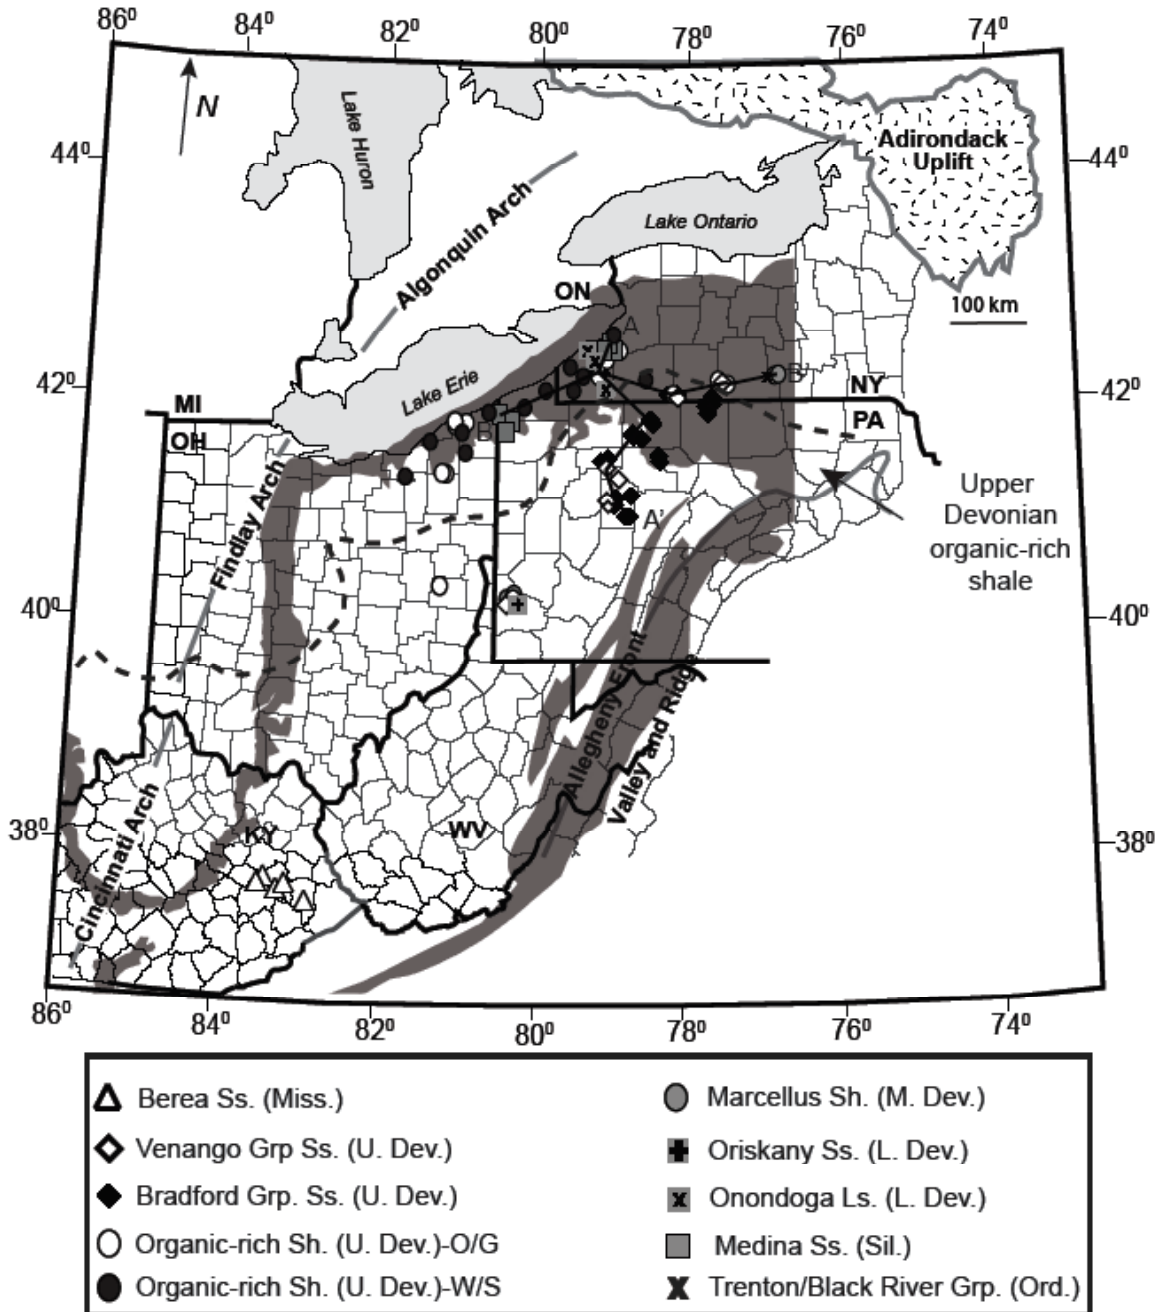 86⁰
84⁰
82⁰
80⁰
78⁰
76⁰
74⁰
N
Lake Huron
Adirondack
Uplift
44⁰
44⁰
Algonquin Arch
Lake Ontario
100 km
ON
A
42⁰
42⁰
Lake Erie
B'
NY
MI
PA
OH
B
Findlay Arch
A'
Upper
Devonian
organic-rich
shale
40⁰
40⁰
Allegheny Front
Valley and Ridge
Cincinnati Arch
38⁰
KY
WV
38⁰
86⁰
84⁰
82⁰
80⁰
78⁰
76⁰
74⁰
Berea Ss. (Miss.)
Venango Grp Ss. (U. Dev.)
Bradford Grp. Ss. (U. Dev.)
Organic-rich Sh. (U. Dev.)-O/G
Organic-rich Sh. (U. Dev.)-W/S
Marcellus Sh. (M. Dev.)
Oriskany Ss. (L. Dev.)
Onondoga Ls. (L. Dev.)
Medina Ss. (Sil.)
Trenton/Black River Grp. (Ord.)